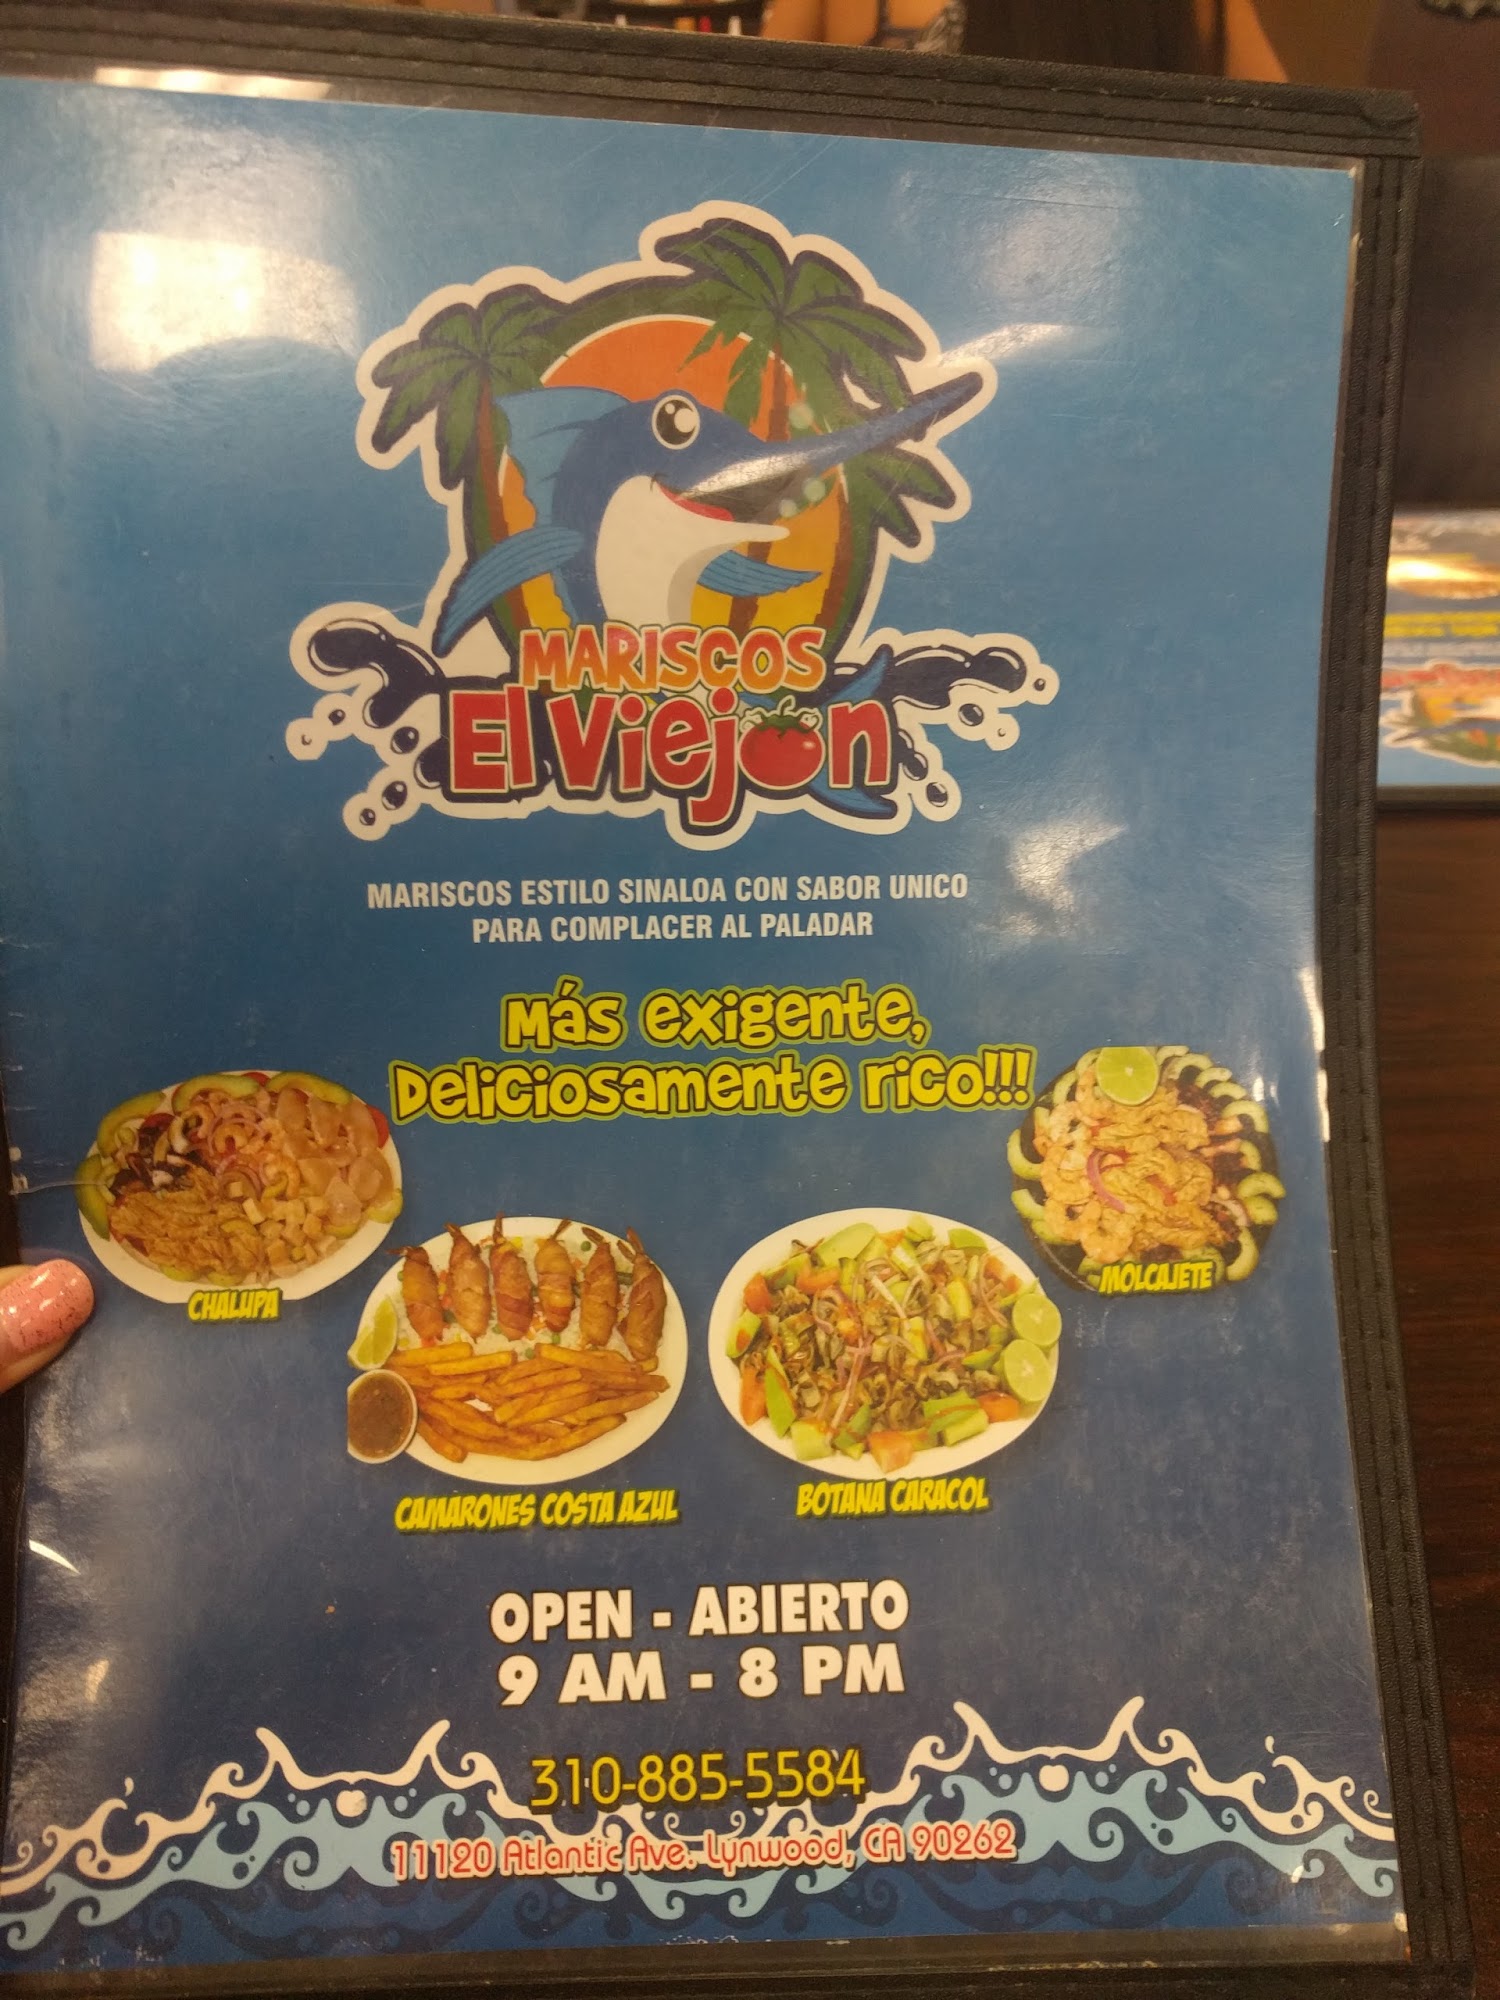 MARISCOS
El Viejon
MARISCOS ESTILO SINALOA CON SABOR UNICO
PARA COMPLACER AL PALADAR
Más exigente,
Deliciosamente rico!!!
CHALUPA
MOLCAJETE
CAMARONES COSTA AZUL
BOTANA CARACOL
OPEN - ABIERTO
9 AM - 8 PM
310-885-5584
11120 Atlantic Ave. Lynwood, CA 90262